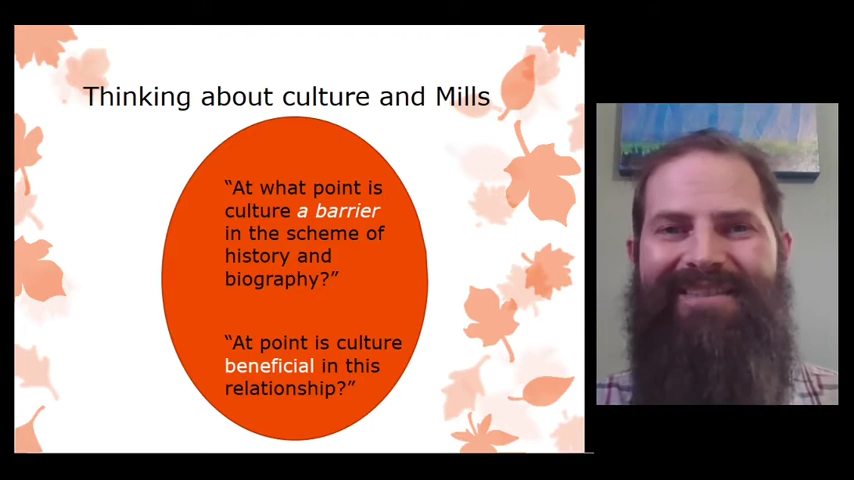 Thinking about culture and Mills
“At what point is
culture a barrier
in the scheme of
history and
biography?”
“At point is culture
beneficial in this
relationship?”